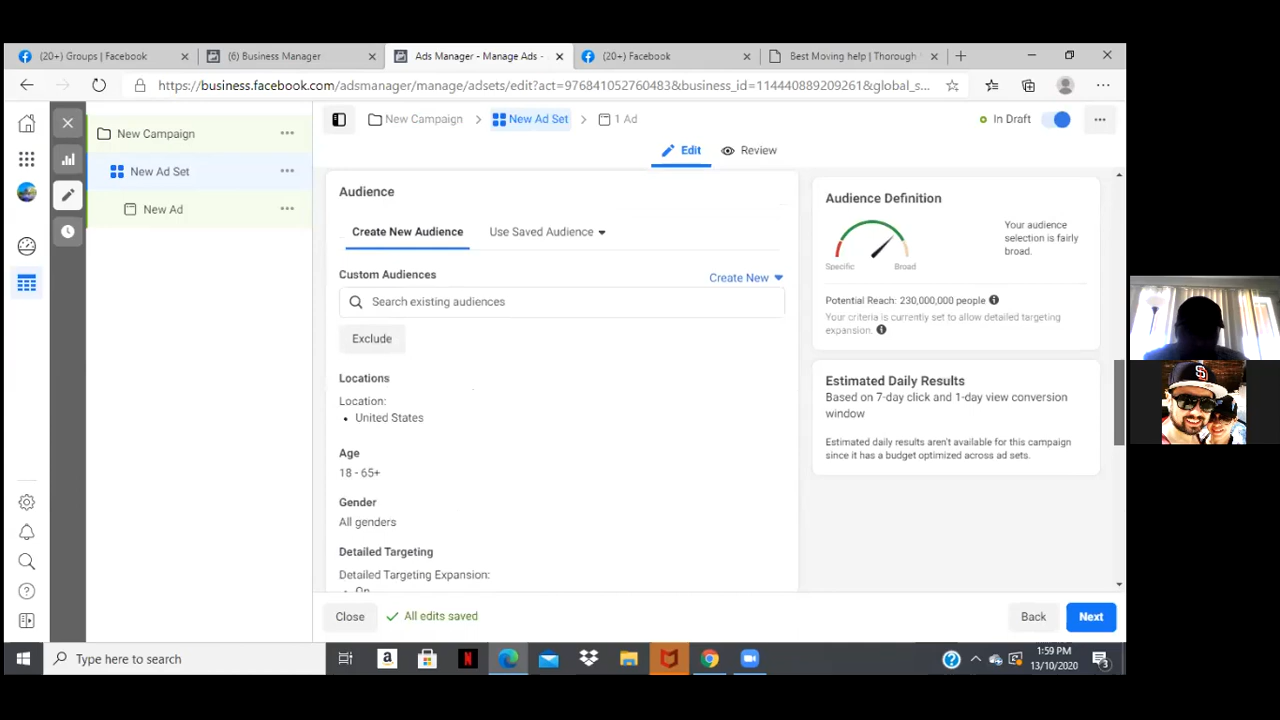 (20+) Groups | Facebook
(6) Business Manager
Ads Manager - Manage Ads -
(20+) Facebook
Best Moving help | Thorough
https://business.facebook.com/adsmanager/manage/adsets/edit?act=976841052760483&business_id=114440889209261&global_s...
New Campaign
New Ad Set
1 Ad
In Draft
New Campaign
Edit
Review
New Ad Set
New Ad
Audience
Create New Audience
Use Saved Audience
Custom Audiences
Create New
Search existing audiences
Exclude
Locations
Location:
• United States
Age
18 - 65+
Gender
All genders
Detailed Targeting
Detailed Targeting Expansion:
• On
Audience Definition
Specific
Broad
Your audience
selection is fairly
broad.
Potential Reach: 230,000,000 people
Your criteria is currently set to allow detailed targeting
expansion.
Estimated Daily Results
Based on 7-day click and 1-day view conversion
window
Estimated daily results aren't available for this campaign
since it has a budget optimized across ad sets.
Close
All edits saved
Back
Next
Type here to search
1:59 PM
13/10/2020
3